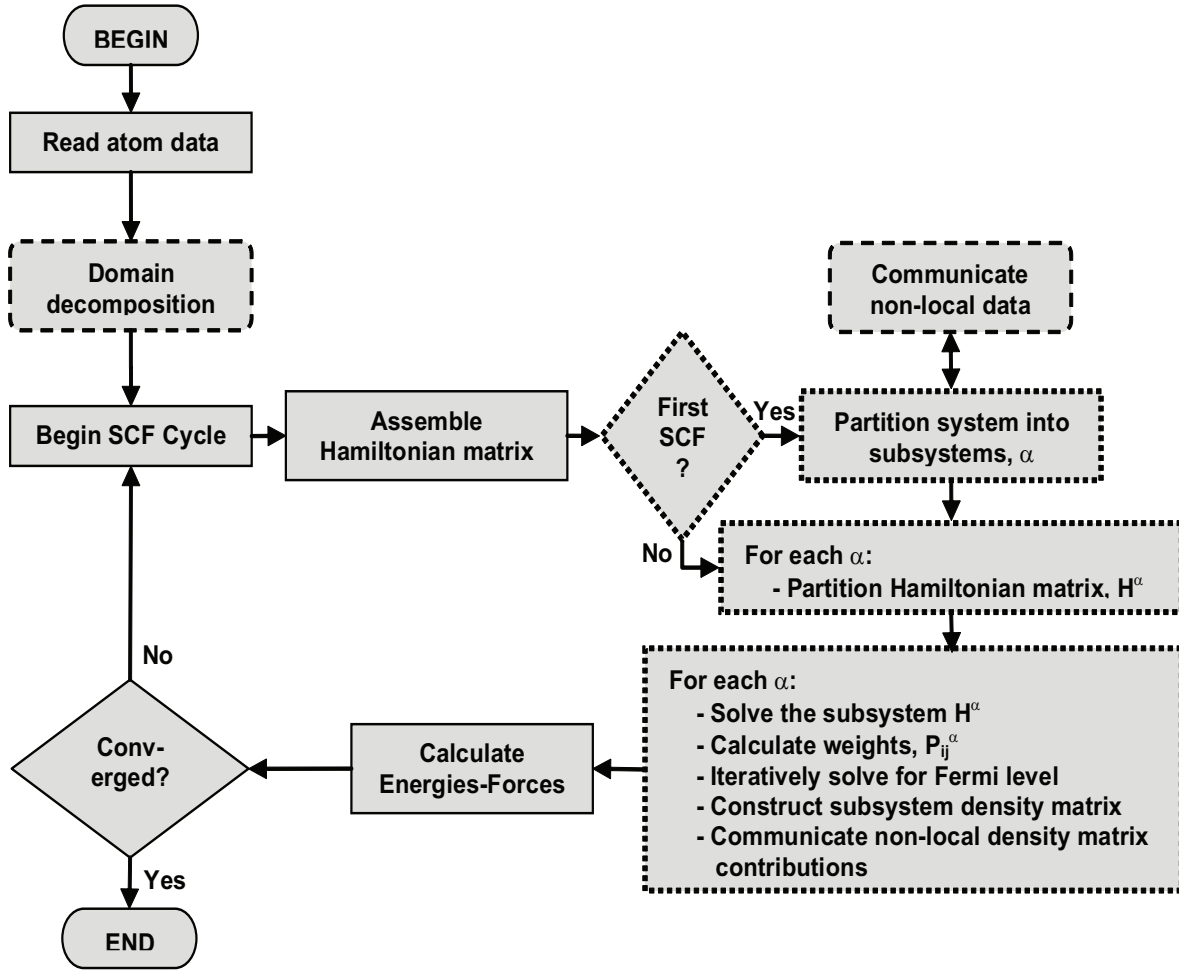 BEGIN
Read atom data
Domain
decomposition
Begin SCF Cycle
Assemble
Hamiltonian matrix
First
SCF
?
Yes
No
Communicate
non-local data
Partition system into
subsystems, α
For each α:
- Partition Hamiltonian matrix, H^α
For each α:
- Solve the subsystem H^α
- Calculate weights, P_ij^α
- Iteratively solve for Fermi level
- Construct subsystem density matrix
- Communicate non-local density matrix
contributions
Calculate
Energies-Forces
Conv-
erged?
No
Yes
END